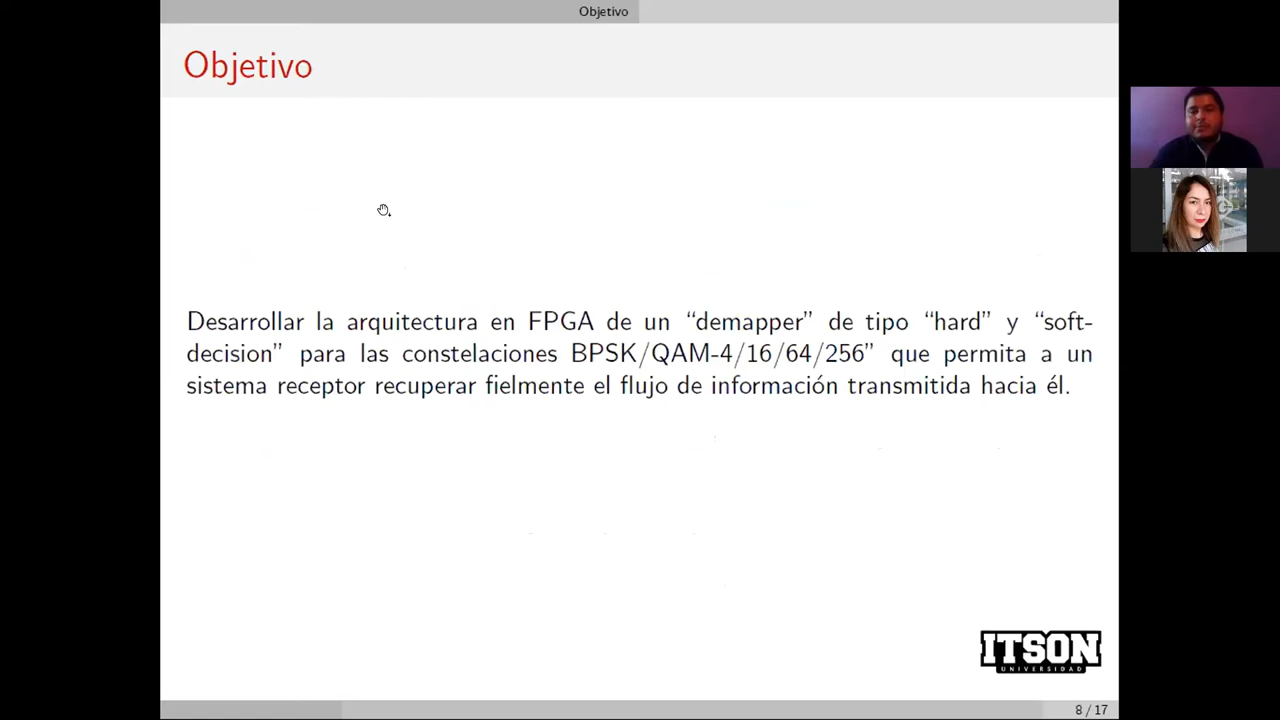 Objetivo
Objetivo
Desarrollar la arquitectura en FPGA de un “demapper” de tipo “hard” y “soft-
decision” para las constelaciones BPSK/QAM-4/16/64/256” que permita a un
sistema receptor recuperar fielmente el flujo de información transmitida hacia él.
ITSON
UNIVERSIDAD
8 / 17